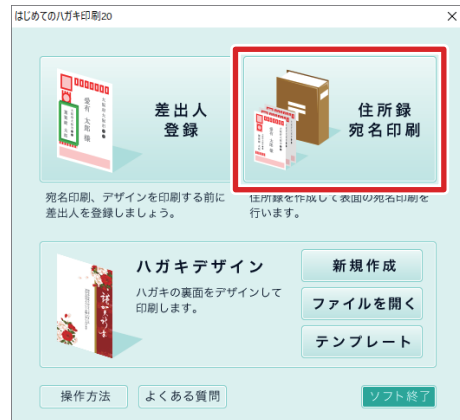 はじめてのハガキ印刷20
差出人
登録
住所録
宛名印刷
宛名印刷、デザインを印刷する前に
差出人を登録しましょう。
住所録を作成して表面の宛名印刷を
行います。
ハガキデザイン
ハガキの裏面をデザインして
印刷します。
新規作成
ファイルを開く
テンプレート
操作方法
よくある質問
ソフト終了